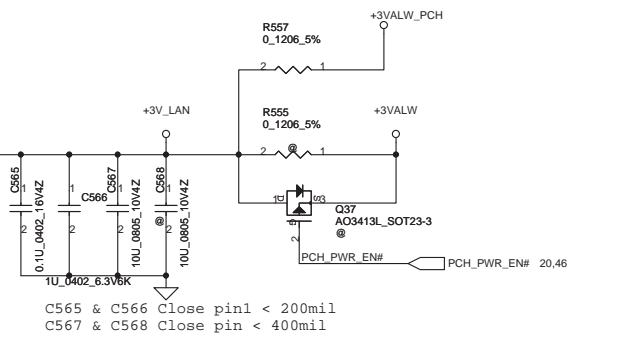 +3VALW_PCH
R557
0_1206_5%
2 1
+3V_LAN
R555
0_1206_5%
+3VALW
@
2 1
C565
1
2
0.1U_0402_16V4Z
1
C566
2
1U_0402_6.3V6K
C567
1
2
10U_0805_10V4Z
C568
1
@
2
10U_0805_10V4Z
1 D
S 3
G
2
Q37
AO3413L_SOT23-3
@
PCH_PWR_EN#
PCH_PWR_EN# 20,46
C565 & C566 Close pin1 < 200mil
C567 & C568 Close pin < 400mil